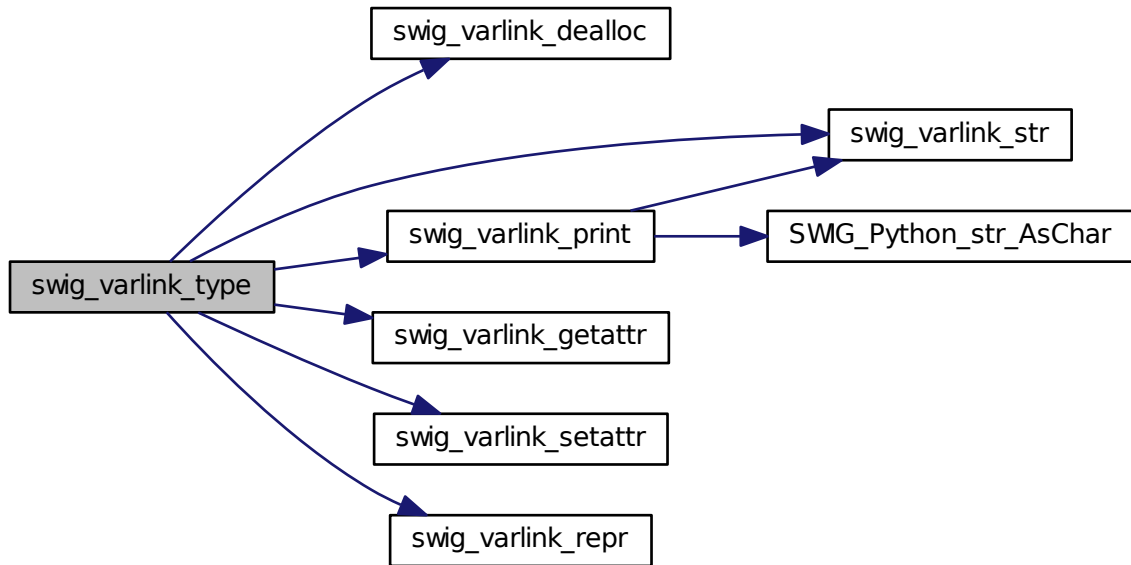 swig_varlink_dealloc
swig_varlink_str
swig_varlink_print
SWIG_Python_str_AsChar
swig_varlink_type
swig_varlink_getattr
swig_varlink_setattr
swig_varlink_repr